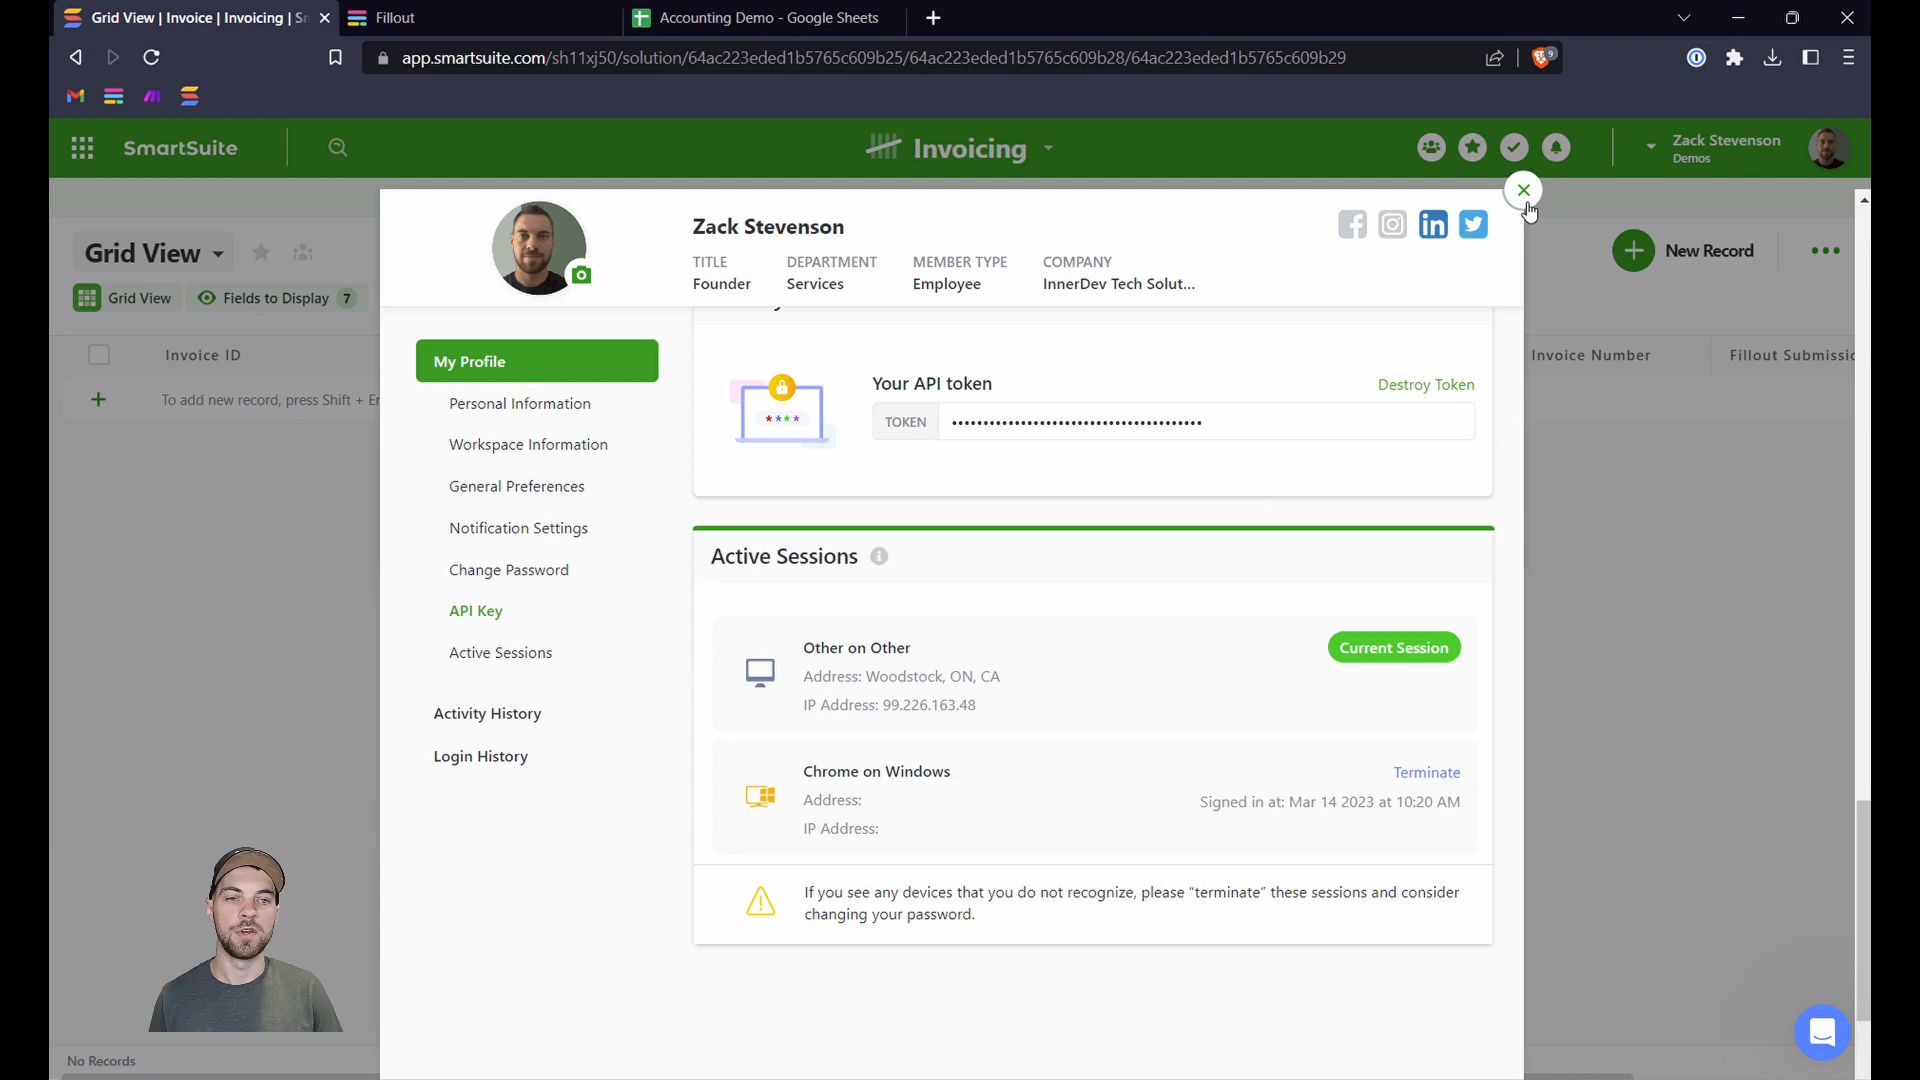 Grid View | Invoice | Invoicing | S
Fillout
Accounting Demo - Google Sheets
app.smartsuite.com/sh11xj50/solution/64ac223eded1b5765c609b25/64ac223eded1b5765c609b28/64ac223eded1b5765c609b29
9
SmartSuite
Invoicing
Zack Stevenson
Demos
Grid View
New Record
Grid View
Fields to Display 7
Invoice ID
Invoice Number
Fillout Submissic
To add new record, press Shift + Er
No Records
Zack Stevenson
TITLE
DEPARTMENT
MEMBER TYPE
COMPANY
Founder
Services
Employee
InnerDev Tech Solut...
My Profile
Personal Information
Workspace Information
General Preferences
Notification Settings
Change Password
API Key
Active Sessions
Activity History
Login History
Your API token
Destroy Token
TOKEN ••••••••••••••••••••••••••••••••••••••••
Active Sessions
Other on Other
Current Session
Address: Woodstock, ON, CA
IP Address: 99.226.163.48
Chrome on Windows
Terminate
Address:
Signed in at: Mar 14 2023 at 10:20 AM
IP Address:
If you see any devices that you do not recognize, please “terminate” these sessions and consider
changing your password.